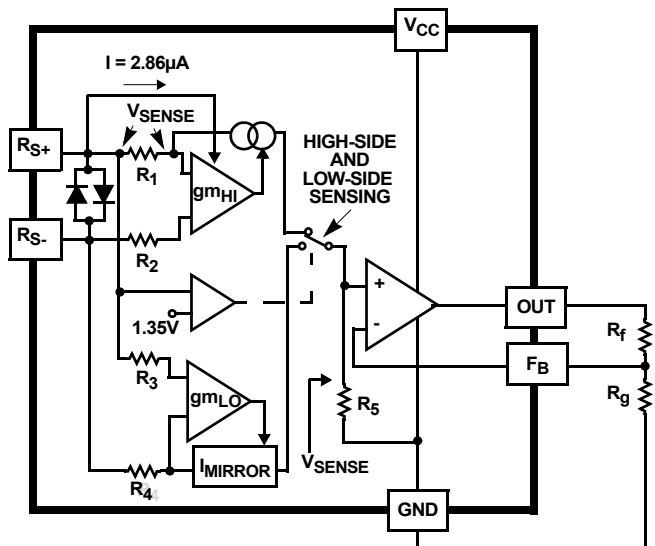 VCC
I = 2.86µA
VSENSE
RS+
R1
gmHI
HIGH-SIDE
AND
LOW-SIDE
SENSING
RS-
R2
+
-
1.35V
OUT
Rf
FB
R3
gmLO
R5
Rg
VSENSE
IMIRROR
R4
GND